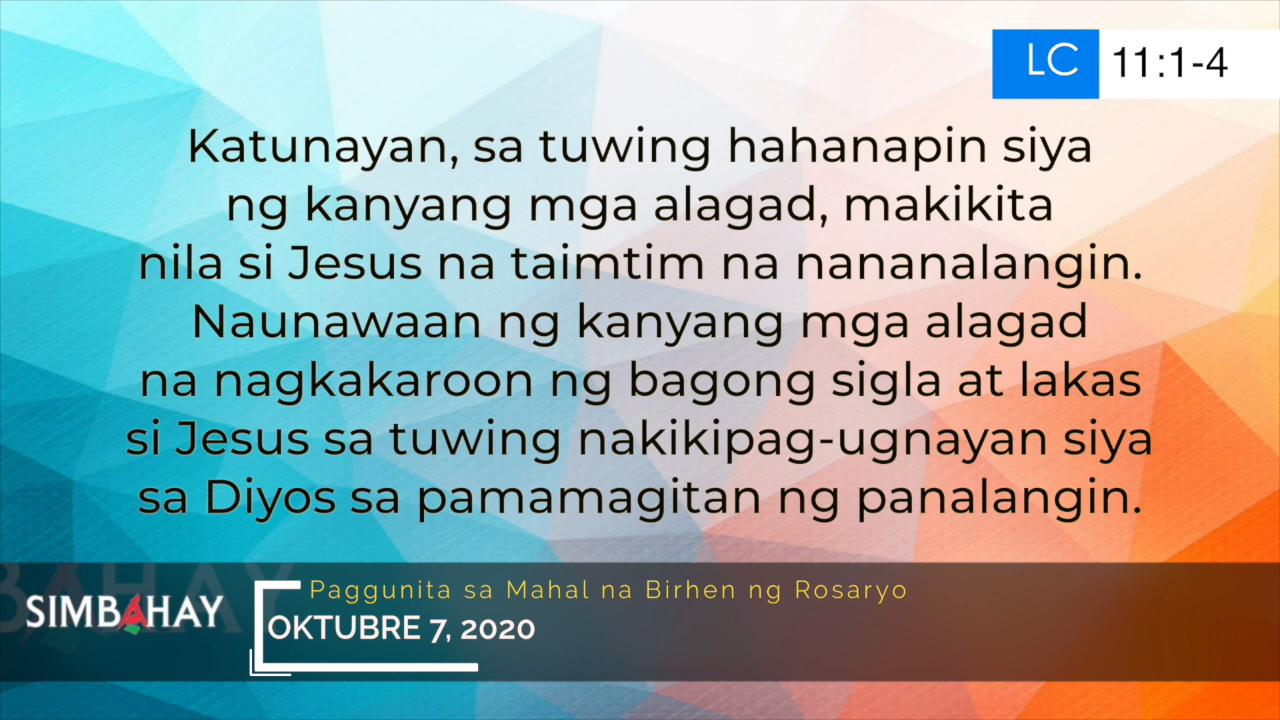 LC 11:1-4
Katunayan, sa tuwing hahanapin siya
ng kanyang mga alagad, makikita
nila si Jesus na taimtim na nananalangin.
Naunawaan ng kanyang mga alagad
na nagkakaroon ng bagong sigla at lakas
si Jesus sa tuwing nakikipag-ugnayan siya
sa Diyos sa pamamagitan ng panalangin.
SIMBAHAY
Paggunita sa Mahal na Birhen ng Rosaryo
OKTUBRE 7, 2020